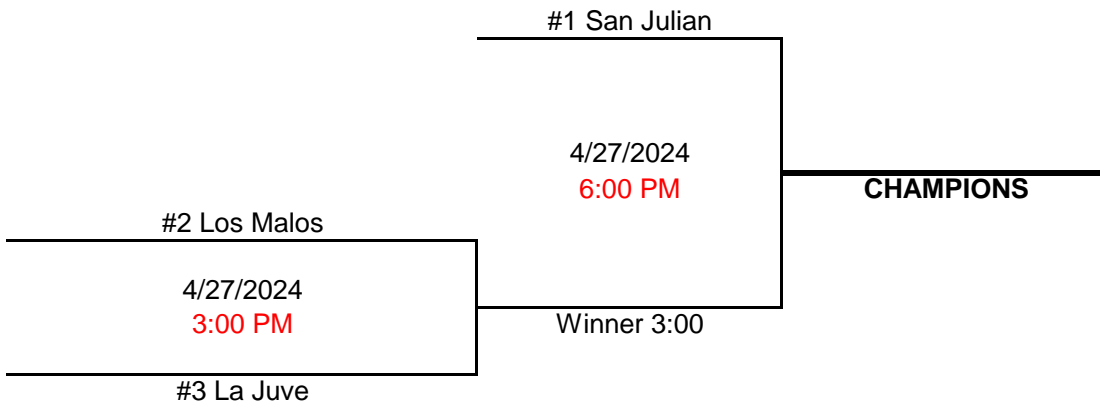 #1 San Julian
4/27/2024
6:00 PM
CHAMPIONS
#2 Los Malos
4/27/2024
3:00 PM
Winner 3:00
#3 La Juve